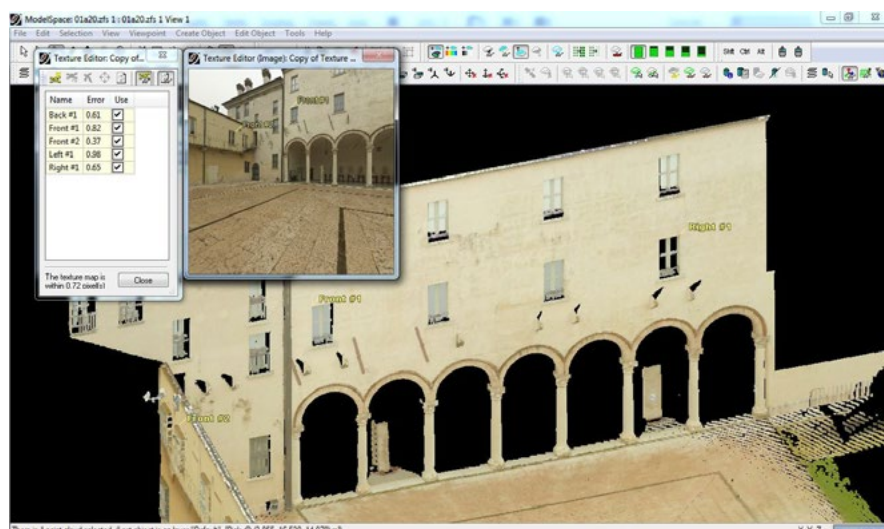 ModelSpace: 01a20.zfs 1 : 01a20.zfs 1 View 1
File Edit Selection Viewpoint Create Object Edit Object Tools Help
Shift Ctrl Alt
Texture Editor: Copy of...
Name Error Use
Back #1 0.61
Front #1 0.82
Front #2 0.37
Left #1 0.98
Right #1 0.65
The texture map is
within 0.72 pixel(s)
Close
Texture Editor (Image): Copy of Texture ...
Front #1
Right #1
Front #1
Front #2